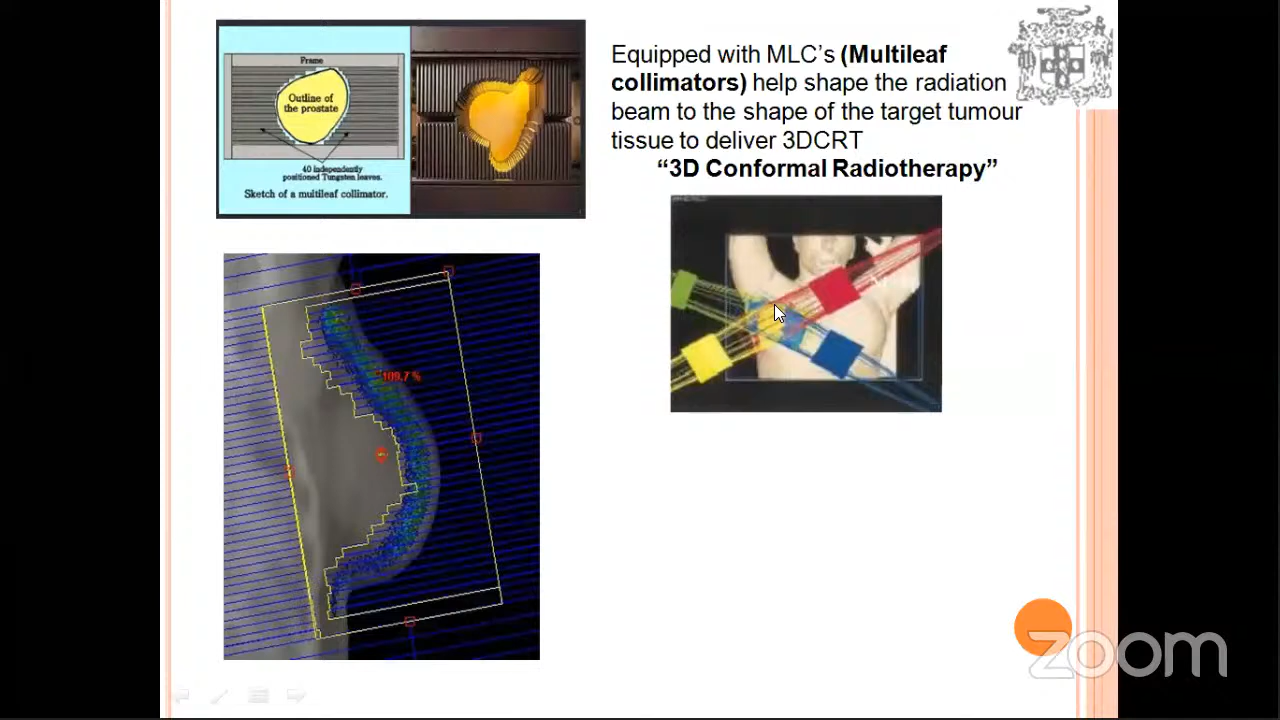 Frame
Outline of
the prostate
40 independently
positioned Tungsten leaves.
Sketch of a multileaf collimator.
Equipped with MLC’s (Multileaf
collimators) help shape the radiation
beam to the shape of the target tumour
tissue to deliver 3DCRT
“3D Conformal Radiotherapy”
109.7 %
zoom